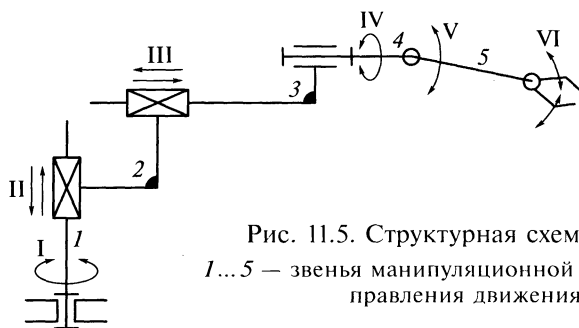 IV
4
V
5
VI
III
3
2
II
I
1
Рис. 11.5. Структурная схем
1...5 — звенья манипуляционной
правления движения